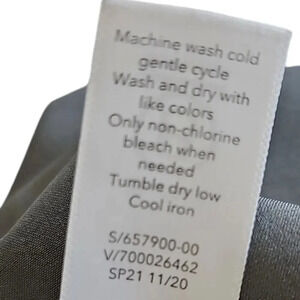 Machine wash cold
gentle cycle
Wash and dry with
like colors
Only non-chlorine
bleach when
needed
Tumble dry low
Cool iron
S/657900-00
V/700026462
SP21 11/20